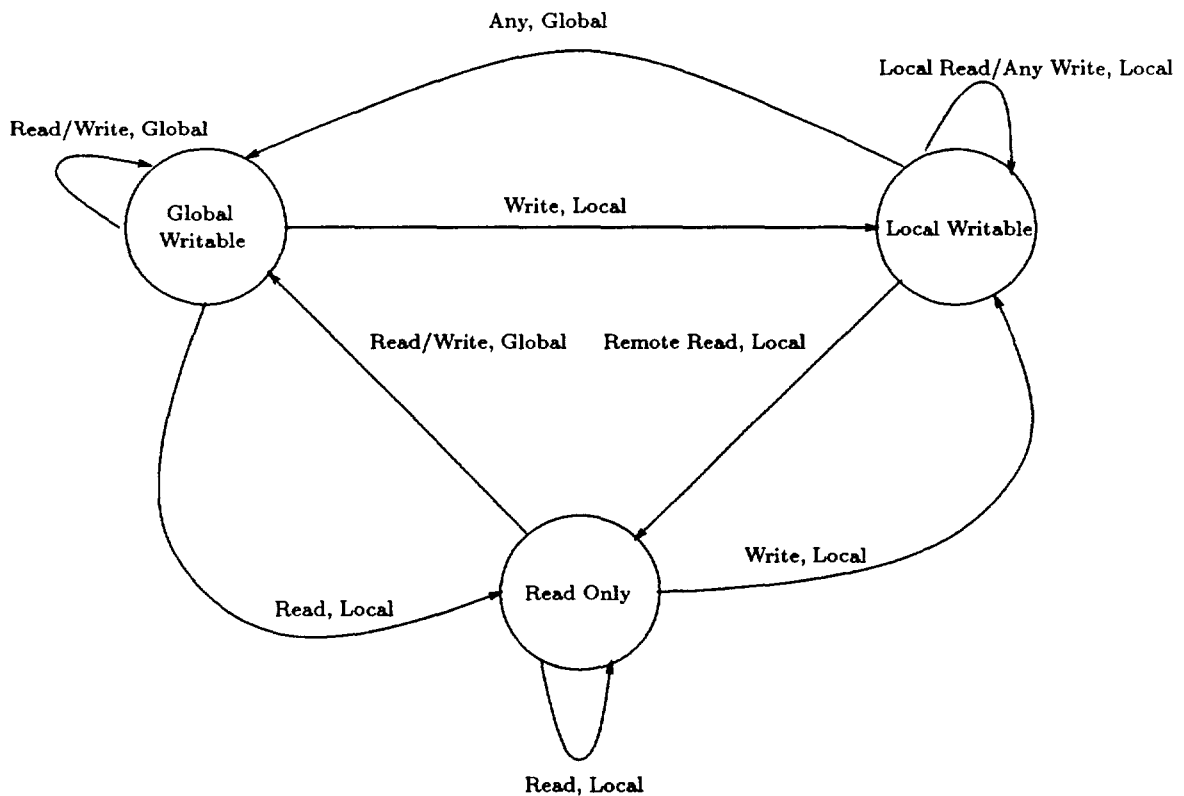 Any, Global
Local Read/Any Write, Local
Read/Write, Global
Global
Writable
Write, Local
Local Writable
Read/Write, Global
Remote Read, Local
Write, Local
Read Only
Read, Local
Read, Local